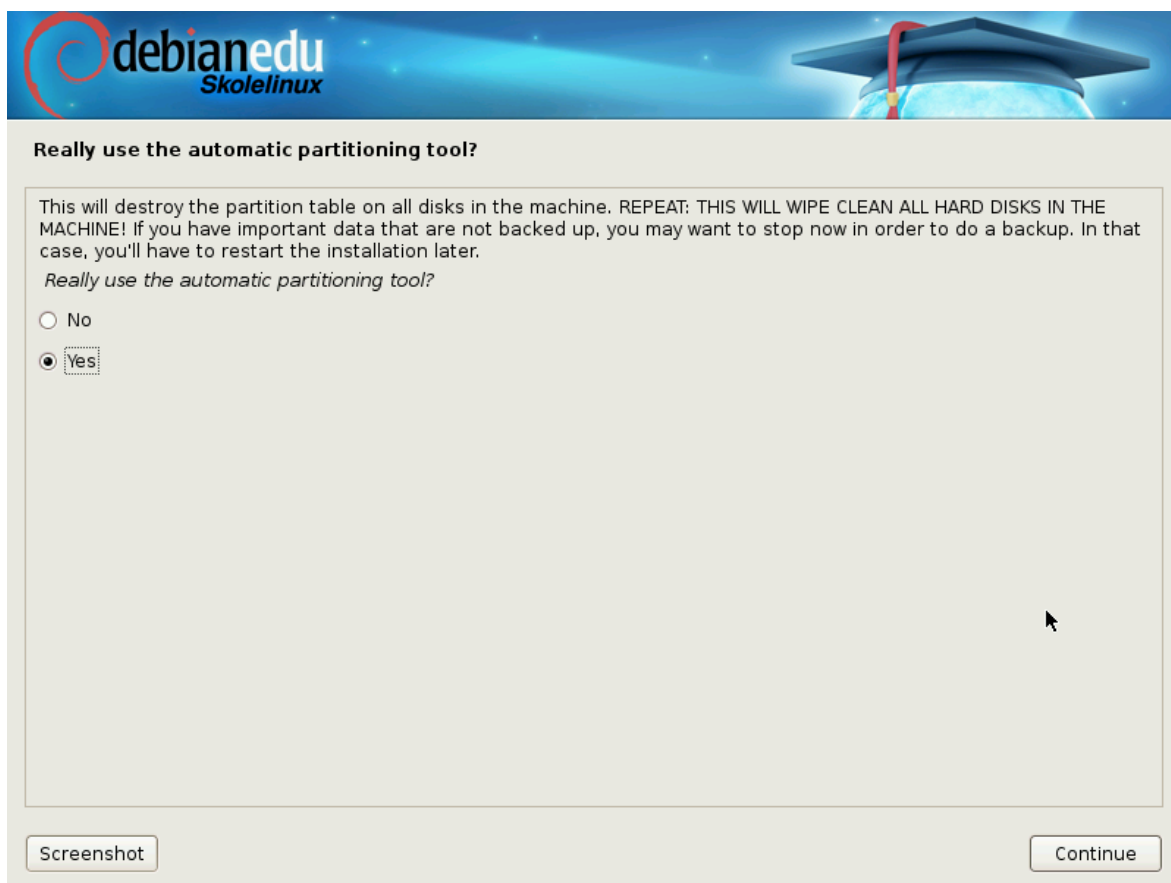 debianedu
Skolelinux
Really use the automatic partitioning tool?
This will destroy the partition table on all disks in the machine. REPEAT: THIS WILL WIPE CLEAN ALL HARD DISKS IN THE
MACHINE! If you have important data that are not backed up, you may want to stop now in order to do a backup. In that
case, you'll have to restart the installation later.
Really use the automatic partitioning tool?
No
Yes
Screenshot
Continue